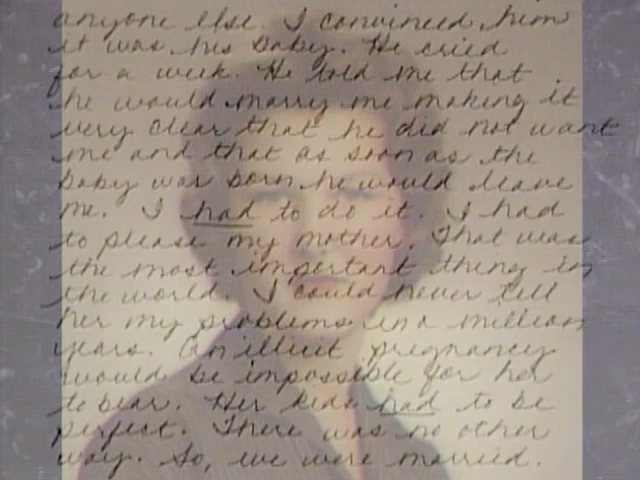 anyone else. I convinced him
it was his baby. He cried
for a week. He told me that
he would marry me making it
very clear that he did not want
me and that as soon as the
baby was born he would leave
me. I had to do it. I had
to please my mother. That was
the most important thing in
the world. I could never tell
her my problems in a million
years. An illicit pregnancy
would be impossible for her
to bear. Her kids had to be
perfect. There was no other
way. So, we were married.